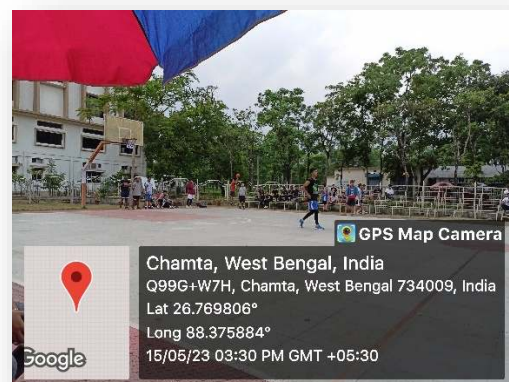 GPS Map Camera
Chamta, West Bengal, India
Q99G+W7H, Chamta, West Bengal 734009, India
Lat 26.769806°
Long 88.375884°
15/05/23 03:30 PM GMT +05:30
Google